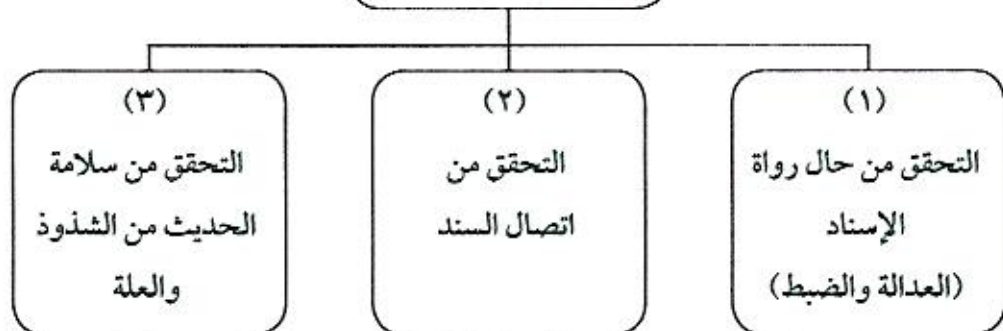 (١)
التحقق من حال رواة
الإسناد
(العدالة والضبط)
(٢)
التحقق من
اتصال السند
(٣)
التحقق من سلامة
الحديث من الشذوذ
والعلة